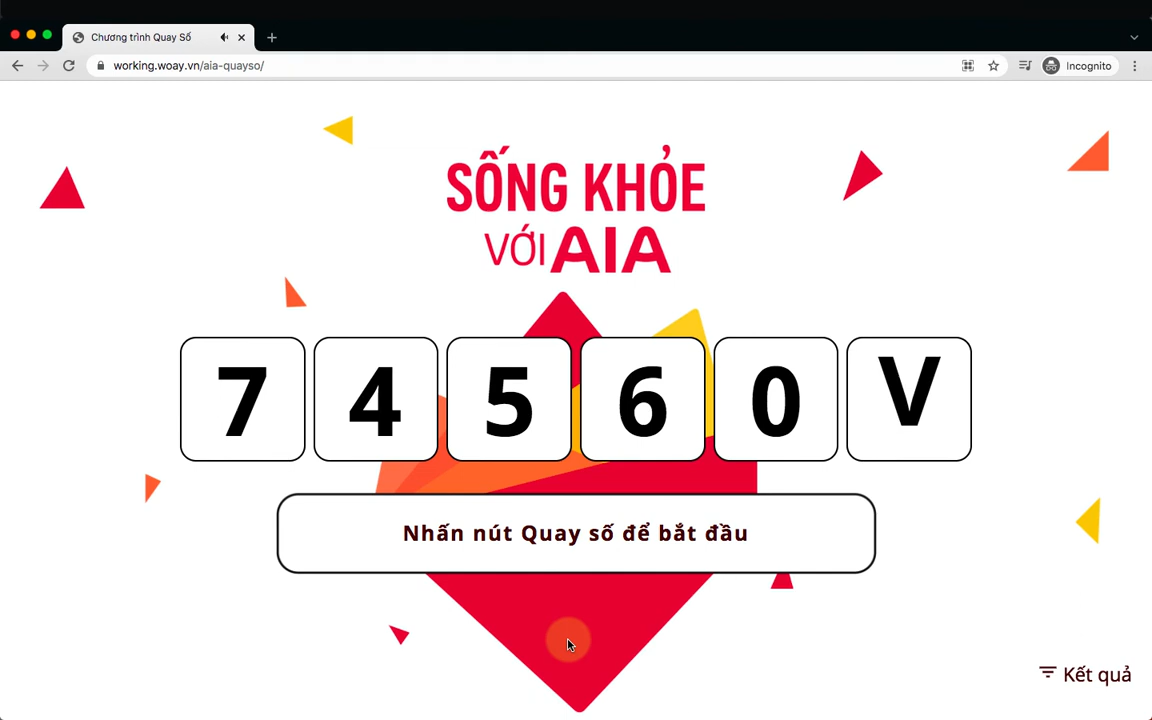 Chương trình Quay Số
working.woay.vn/aia-quayso/
Incognito
SỐNG KHỎE
VỚI AIA
7 4 5 6 0 V
Nhấn nút Quay số để bắt đầu
Kết quả